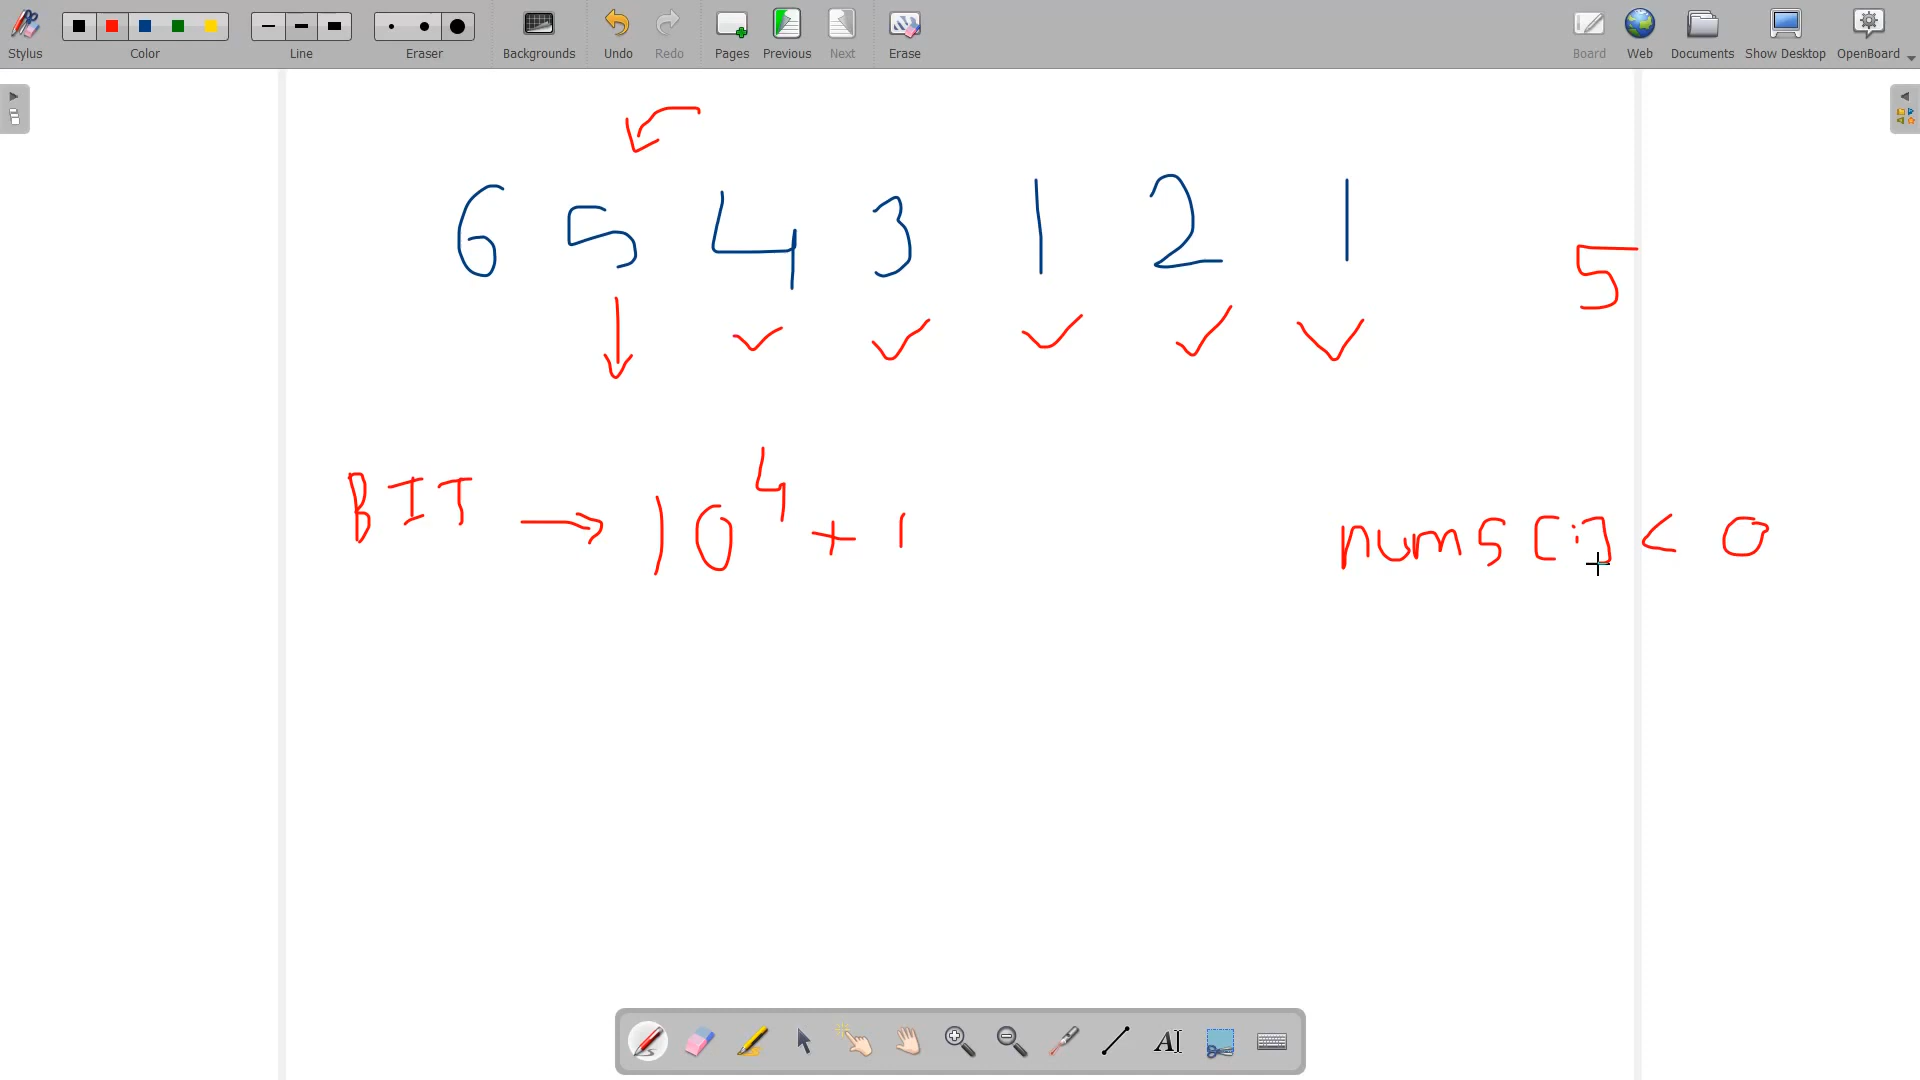 Stylus Color Line Eraser Backgrounds Undo Redo Pages Previous Next Erase Board Web Documents Show Desktop OpenBoard
6 5 4 3 1 2 1
5
BIT → 10^4 + 1
nums[i] < 0
AI